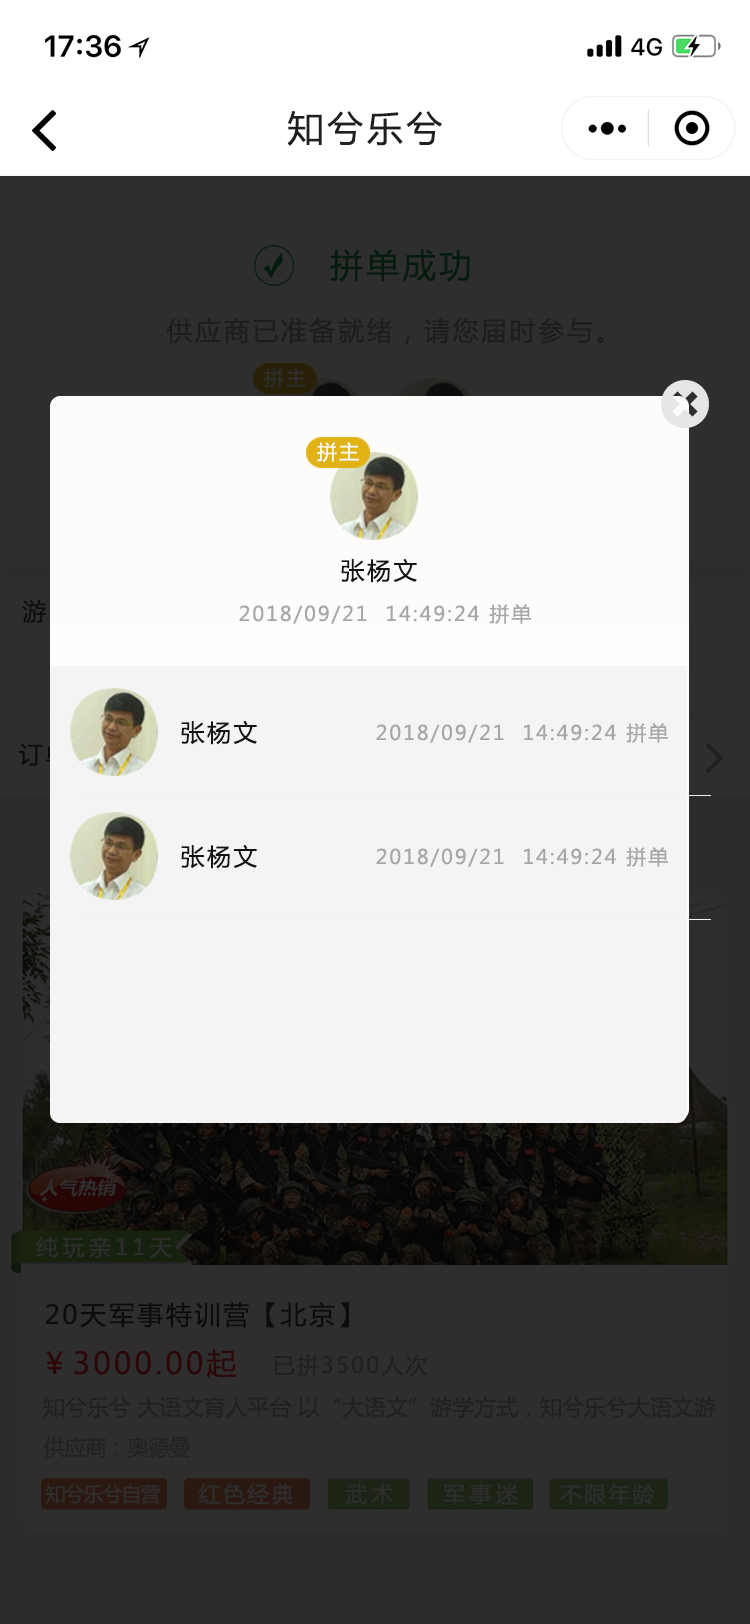 17:36
4G
知兮乐兮
拼单成功
供应商已准备就绪，请您届时参与。
拼主
拼主
张杨文
2018/09/21 14:49:24 拼单
游
张杨文 2018/09/21 14:49:24 拼单
订
张杨文 2018/09/21 14:49:24 拼单
人气热销
纯玩亲11天
20天军事特训营【北京】
¥3000.00起 已拼3500人次
知兮乐兮 大语文育人平台 以“大语文”游学方式，知兮乐兮大语文游
供应商：奥德曼
知兮乐兮自营 红色经典 武术 军事迷 不限年龄